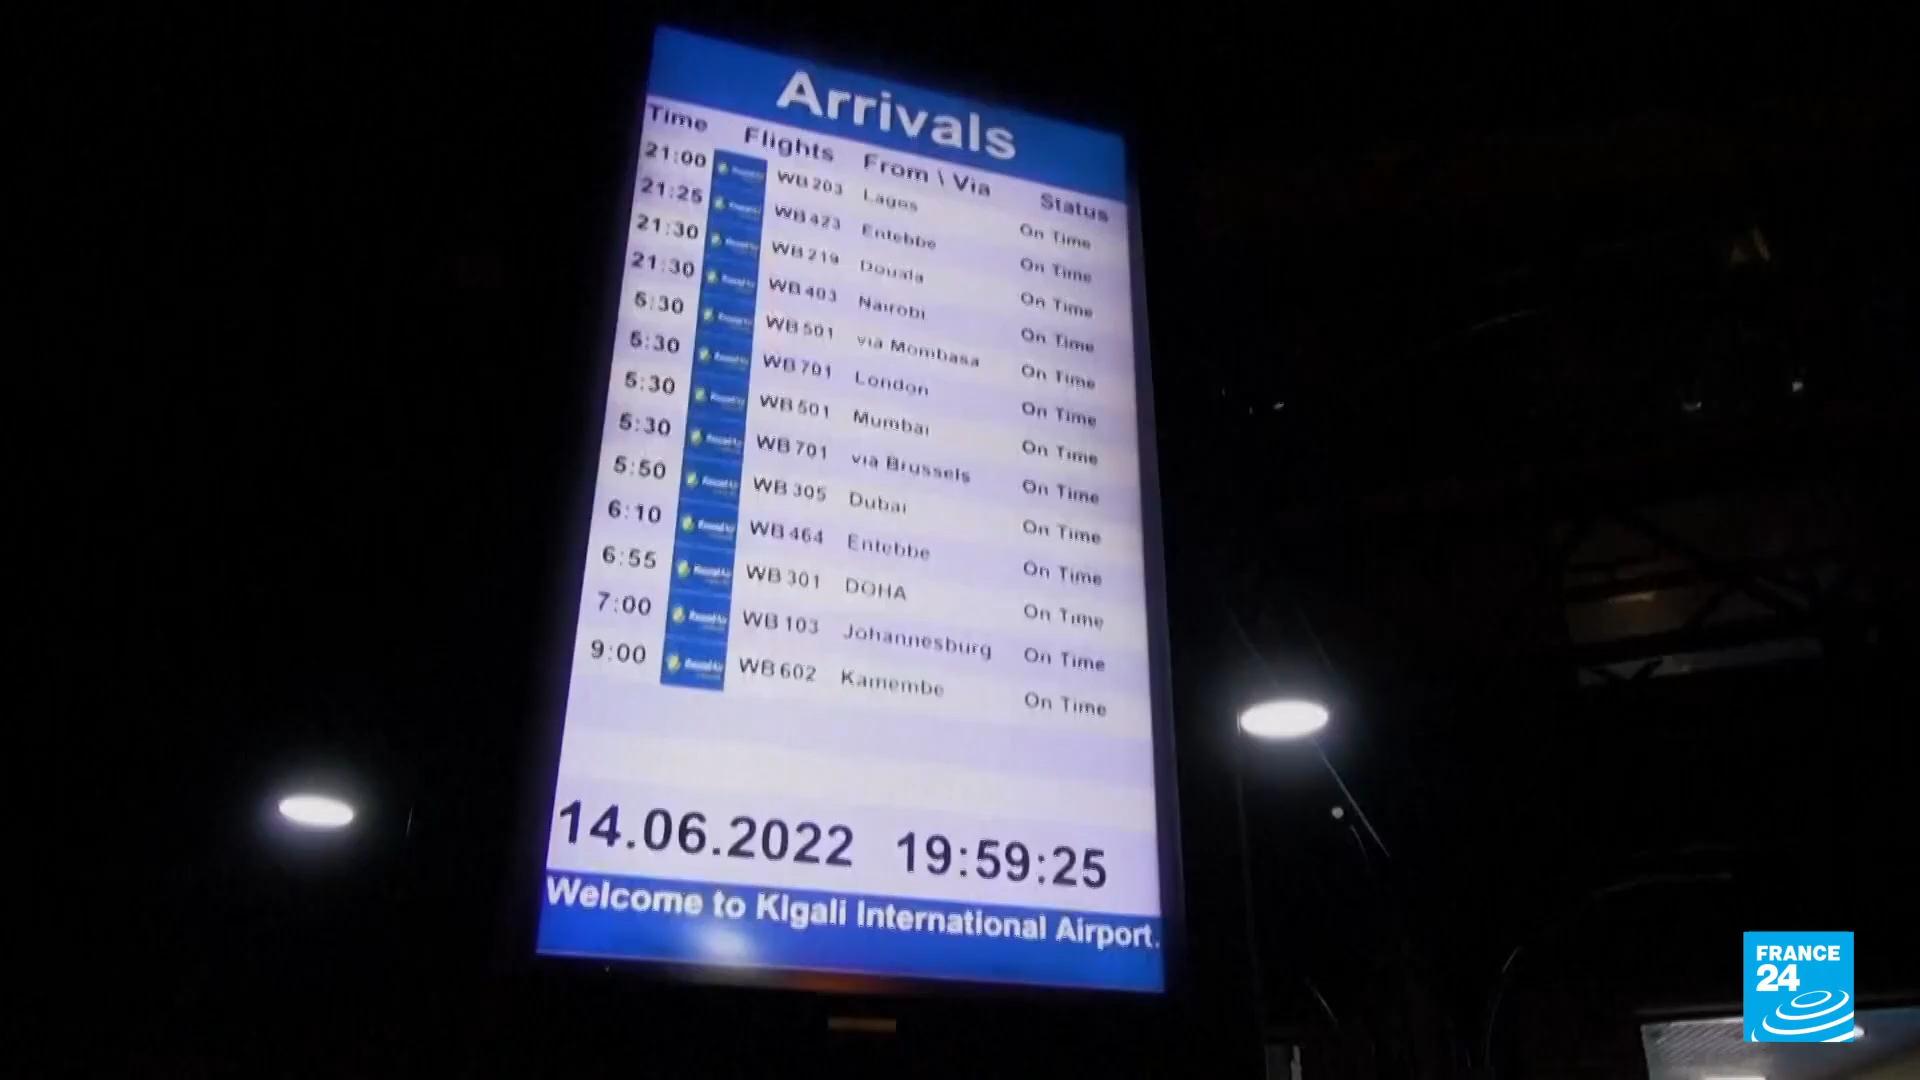 Arrivals
Time Flights From \ Via Status
21:00 WB 203 Lagos On Time
21:25 WB 423 Entebbe On Time
21:30 WB 219 Douala On Time
21:30 WB 403 Nairobi On Time
5:30 WB 501 via Mombasa On Time
5:30 WB 701 London On Time
5:30 WB 501 Mumbai On Time
5:30 WB 701 via Brussels On Time
5:50 WB 305 Dubai On Time
6:10 WB 464 Entebbe On Time
6:55 WB 301 DOHA On Time
7:00 WB 103 Johannesburg On Time
9:00 WB 602 Kamembe On Time
14.06.2022 19:59:25
Welcome to KIgali International Airport.
FRANCE
24